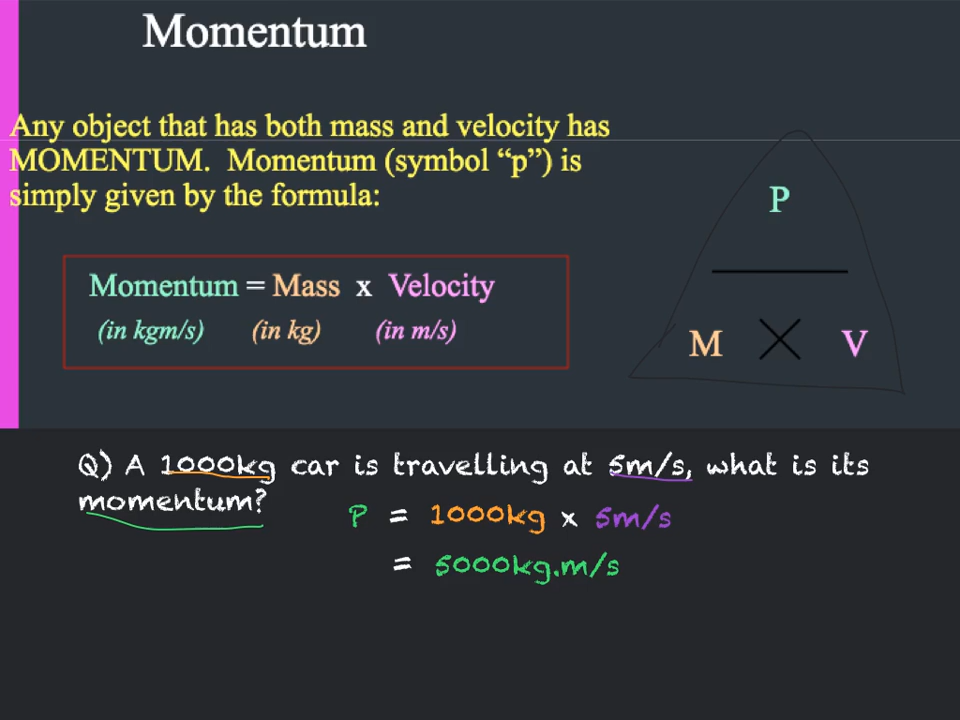 Momentum
Any object that has both mass and velocity has
MOMENTUM. Momentum (symbol “p”) is
simply given by the formula:
Momentum = Mass x Velocity
(in kgm/s) (in kg) (in m/s)
P
M X V
Q) A 1000kg car is travelling at 5m/s, what is its
momentum?
P = 1000kg x 5m/s
= 5000kg.m/s